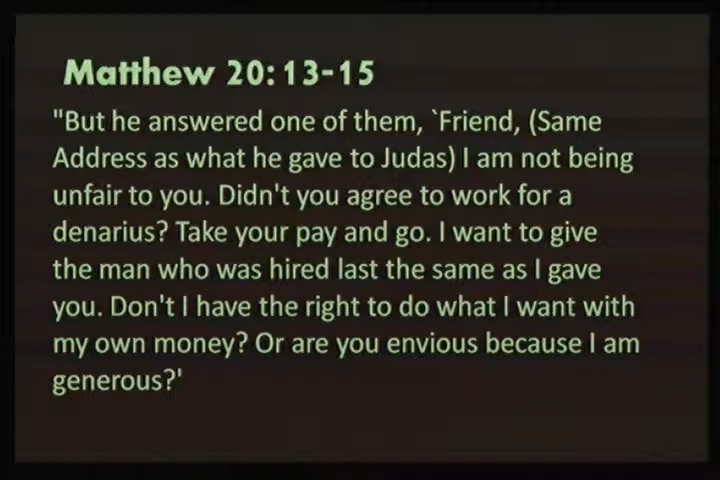 Matthew 20:13-15
"But he answered one of them, `Friend, (Same
Address as what he gave to Judas) I am not being
unfair to you. Didn't you agree to work for a
denarius? Take your pay and go. I want to give
the man who was hired last the same as I gave
you. Don't I have the right to do what I want with
my own money? Or are you envious because I am
generous?'